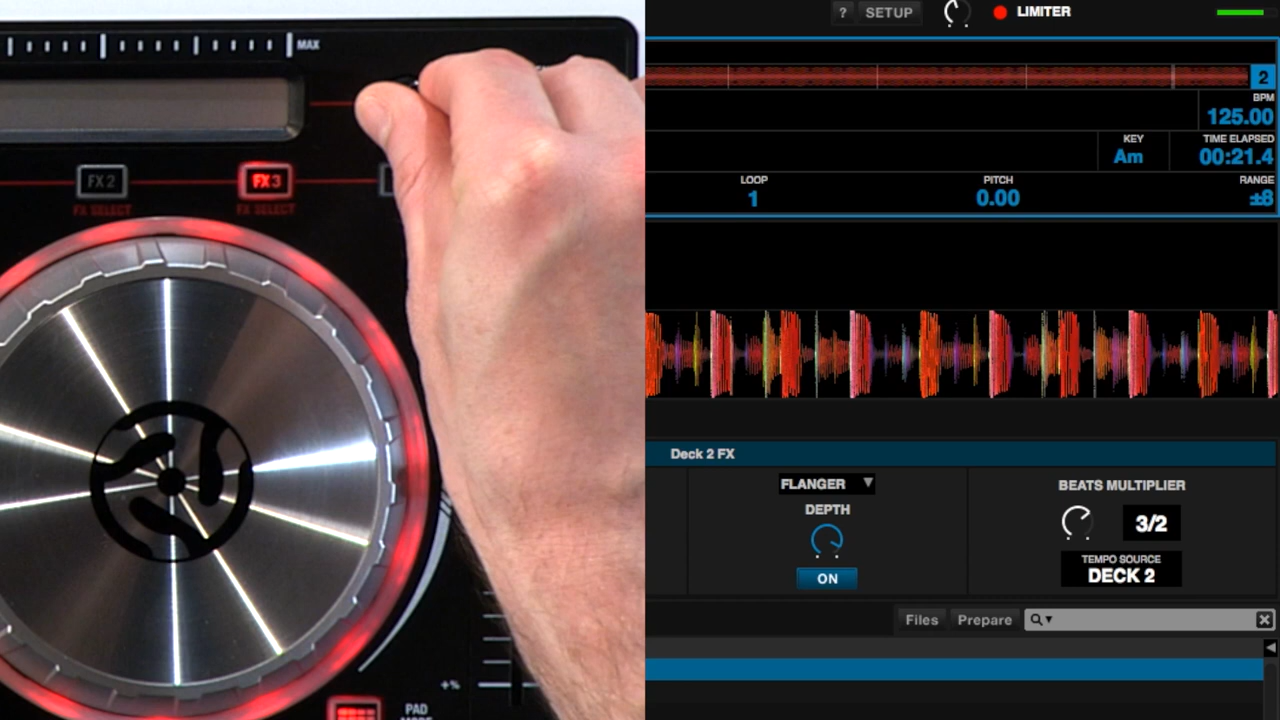 MAX
FX 2
FX 3
FX SELECT
FX SELECT
+%
PAD
MODE
?
SETUP
LIMITER
2
BPM
125.00
KEY
TIME ELAPSED
Am
00:21.4
LOOP
PITCH
RANGE
1
0.00
±8
Deck 2 FX
FLANGER
DEPTH
ON
BEATS MULTIPLIER
3/2
TEMPO SOURCE
DECK 2
Files
Prepare